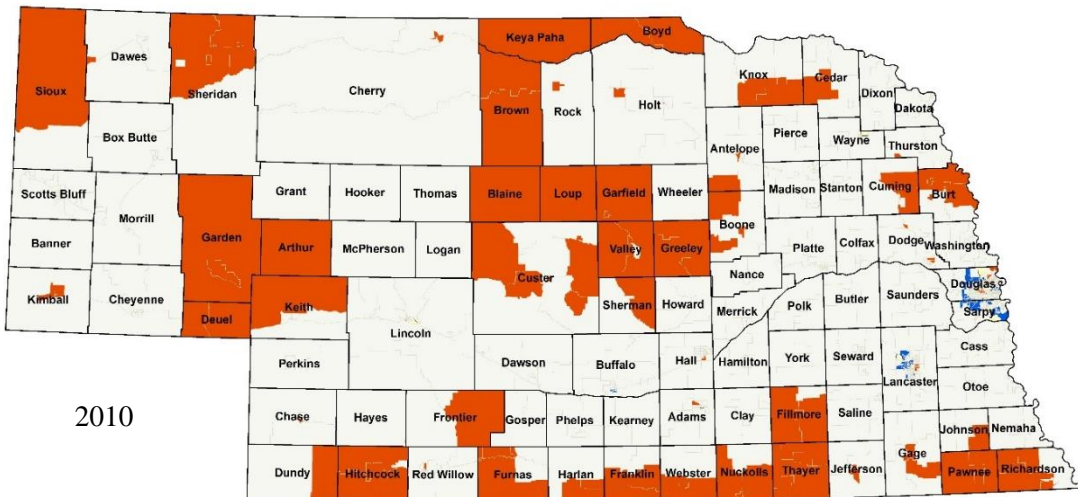 Keya Paha Boyd
Dawes
Knox Cedar
Sioux Sheridan Cherry Dixon
Brown Rock Holt Dakota
Box Butte Pierce
Antelope Wayne Thurston
Scotts Bluff Grant Hooker Thomas Blaine Loup Garfield Wheeler Madison Stanton Cuming Burt
Morrill
Garden Boone
Banner Arthur McPherson Logan Valley Greeley Platte Colfax Dodge Washington
Custer
Nance Douglas
Kimball Cheyenne Keith Sherman Howard Merrick Polk Butler Saunders Sarpy
Deuel Lincoln
Perkins Dawson Buffalo Hall Hamilton York Seward Cass
Lancaster
Otoe
2010 Chase Hayes Frontier Gosper Phelps Kearney Adams Clay Fillmore Saline
Johnson Nemaha
Gage
Dundy Hitchcock Red Willow Furnas Harlan Franklin Webster Nuckolls Thayer Jefferson Pawnee Richardson